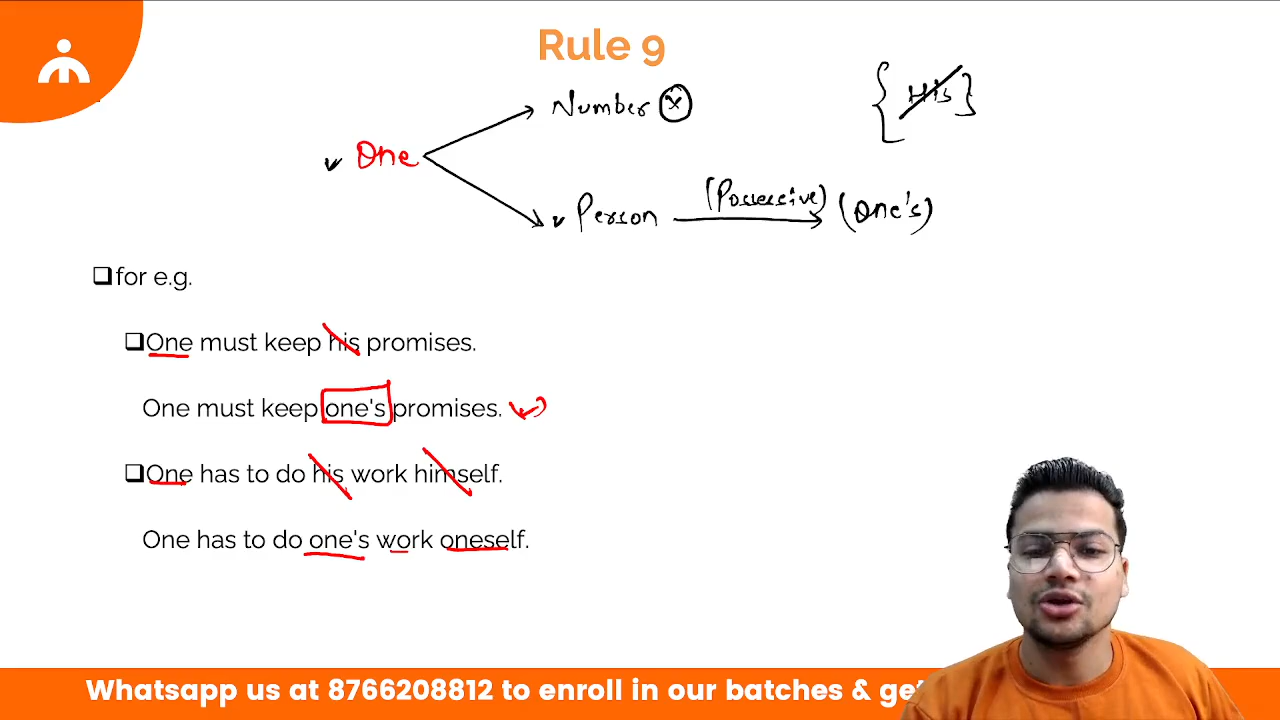 Rule 9
Number
{His}
One
Person
(Possessive)
(One's)
for e.g.
One must keep his promises.
One must keep one's promises.
One has to do his work himself.
One has to do one's work oneself.
Whatsapp us at 8766208812 to enroll in our batches & ge